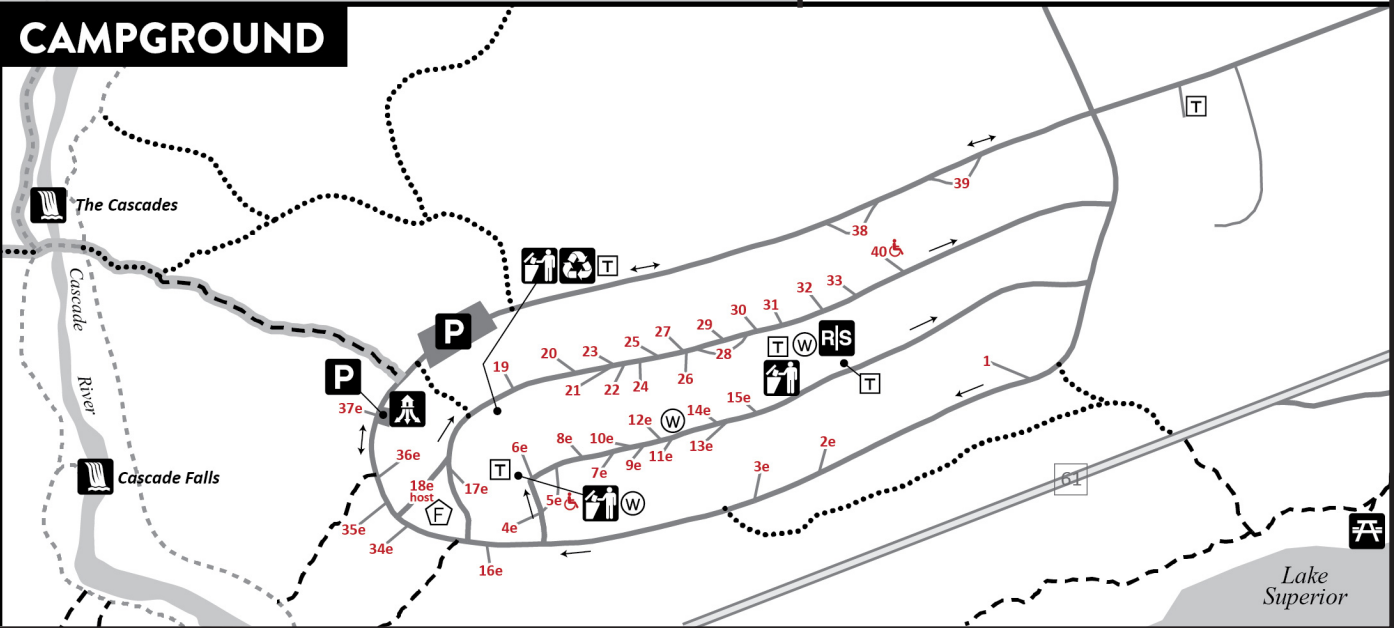 CAMPGROUND
T
39
The Cascades
38
40
T
33
32
31
30
29
27
25
23
20
19
28
26
24
22
21
T
W
R|S
P
P
37e
T
1
Cascade
River
15e
14e
W
12e
10e
8e
6e
13e
11e
9e
7e
2e
3e
36e
Cascade Falls
T
18e
host
17e
F
5e
W
4e
61
35e
34e
16e
Lake
Superior